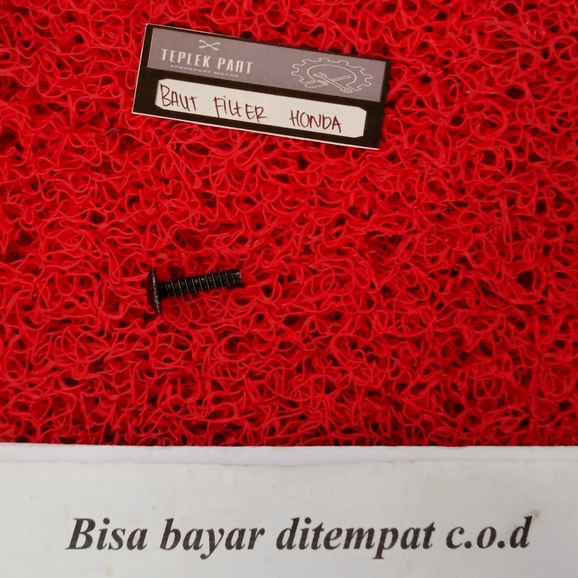 TEPLEK PART
BAUT FILTER HONDA
Bisa bayar ditempat c.o.d